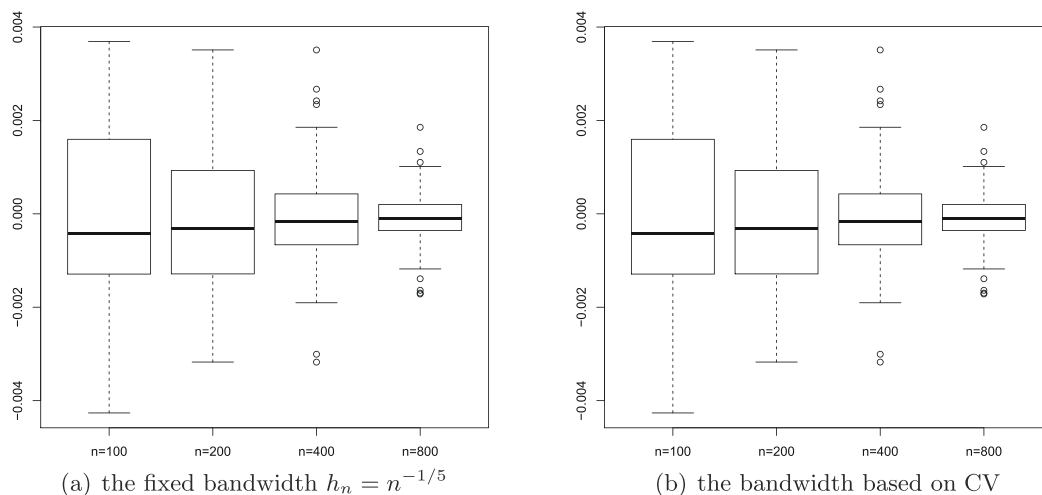 0.004
0.002
0.000
−0.002
−0.004
n=100
n=200
n=400
n=800
(a) the fixed bandwidth $h_n = n^{-1/5}$
0.004
0.002
0.000
−0.002
−0.004
n=100
n=200
n=400
n=800
(b) the bandwidth based on CV